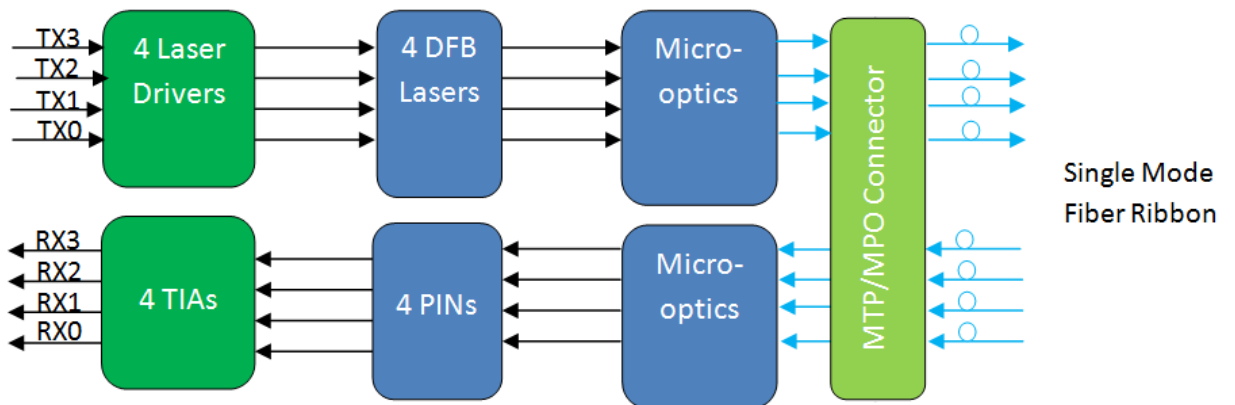 TX3
TX2
TX1
TX0
4 Laser
Drivers
4 DFB
Lasers
Micro-
optics
MTP/MPO Connector
Single Mode
Fiber Ribbon
RX3
RX2
RX1
RX0
4 TIAs
4 PINs
Micro-
optics